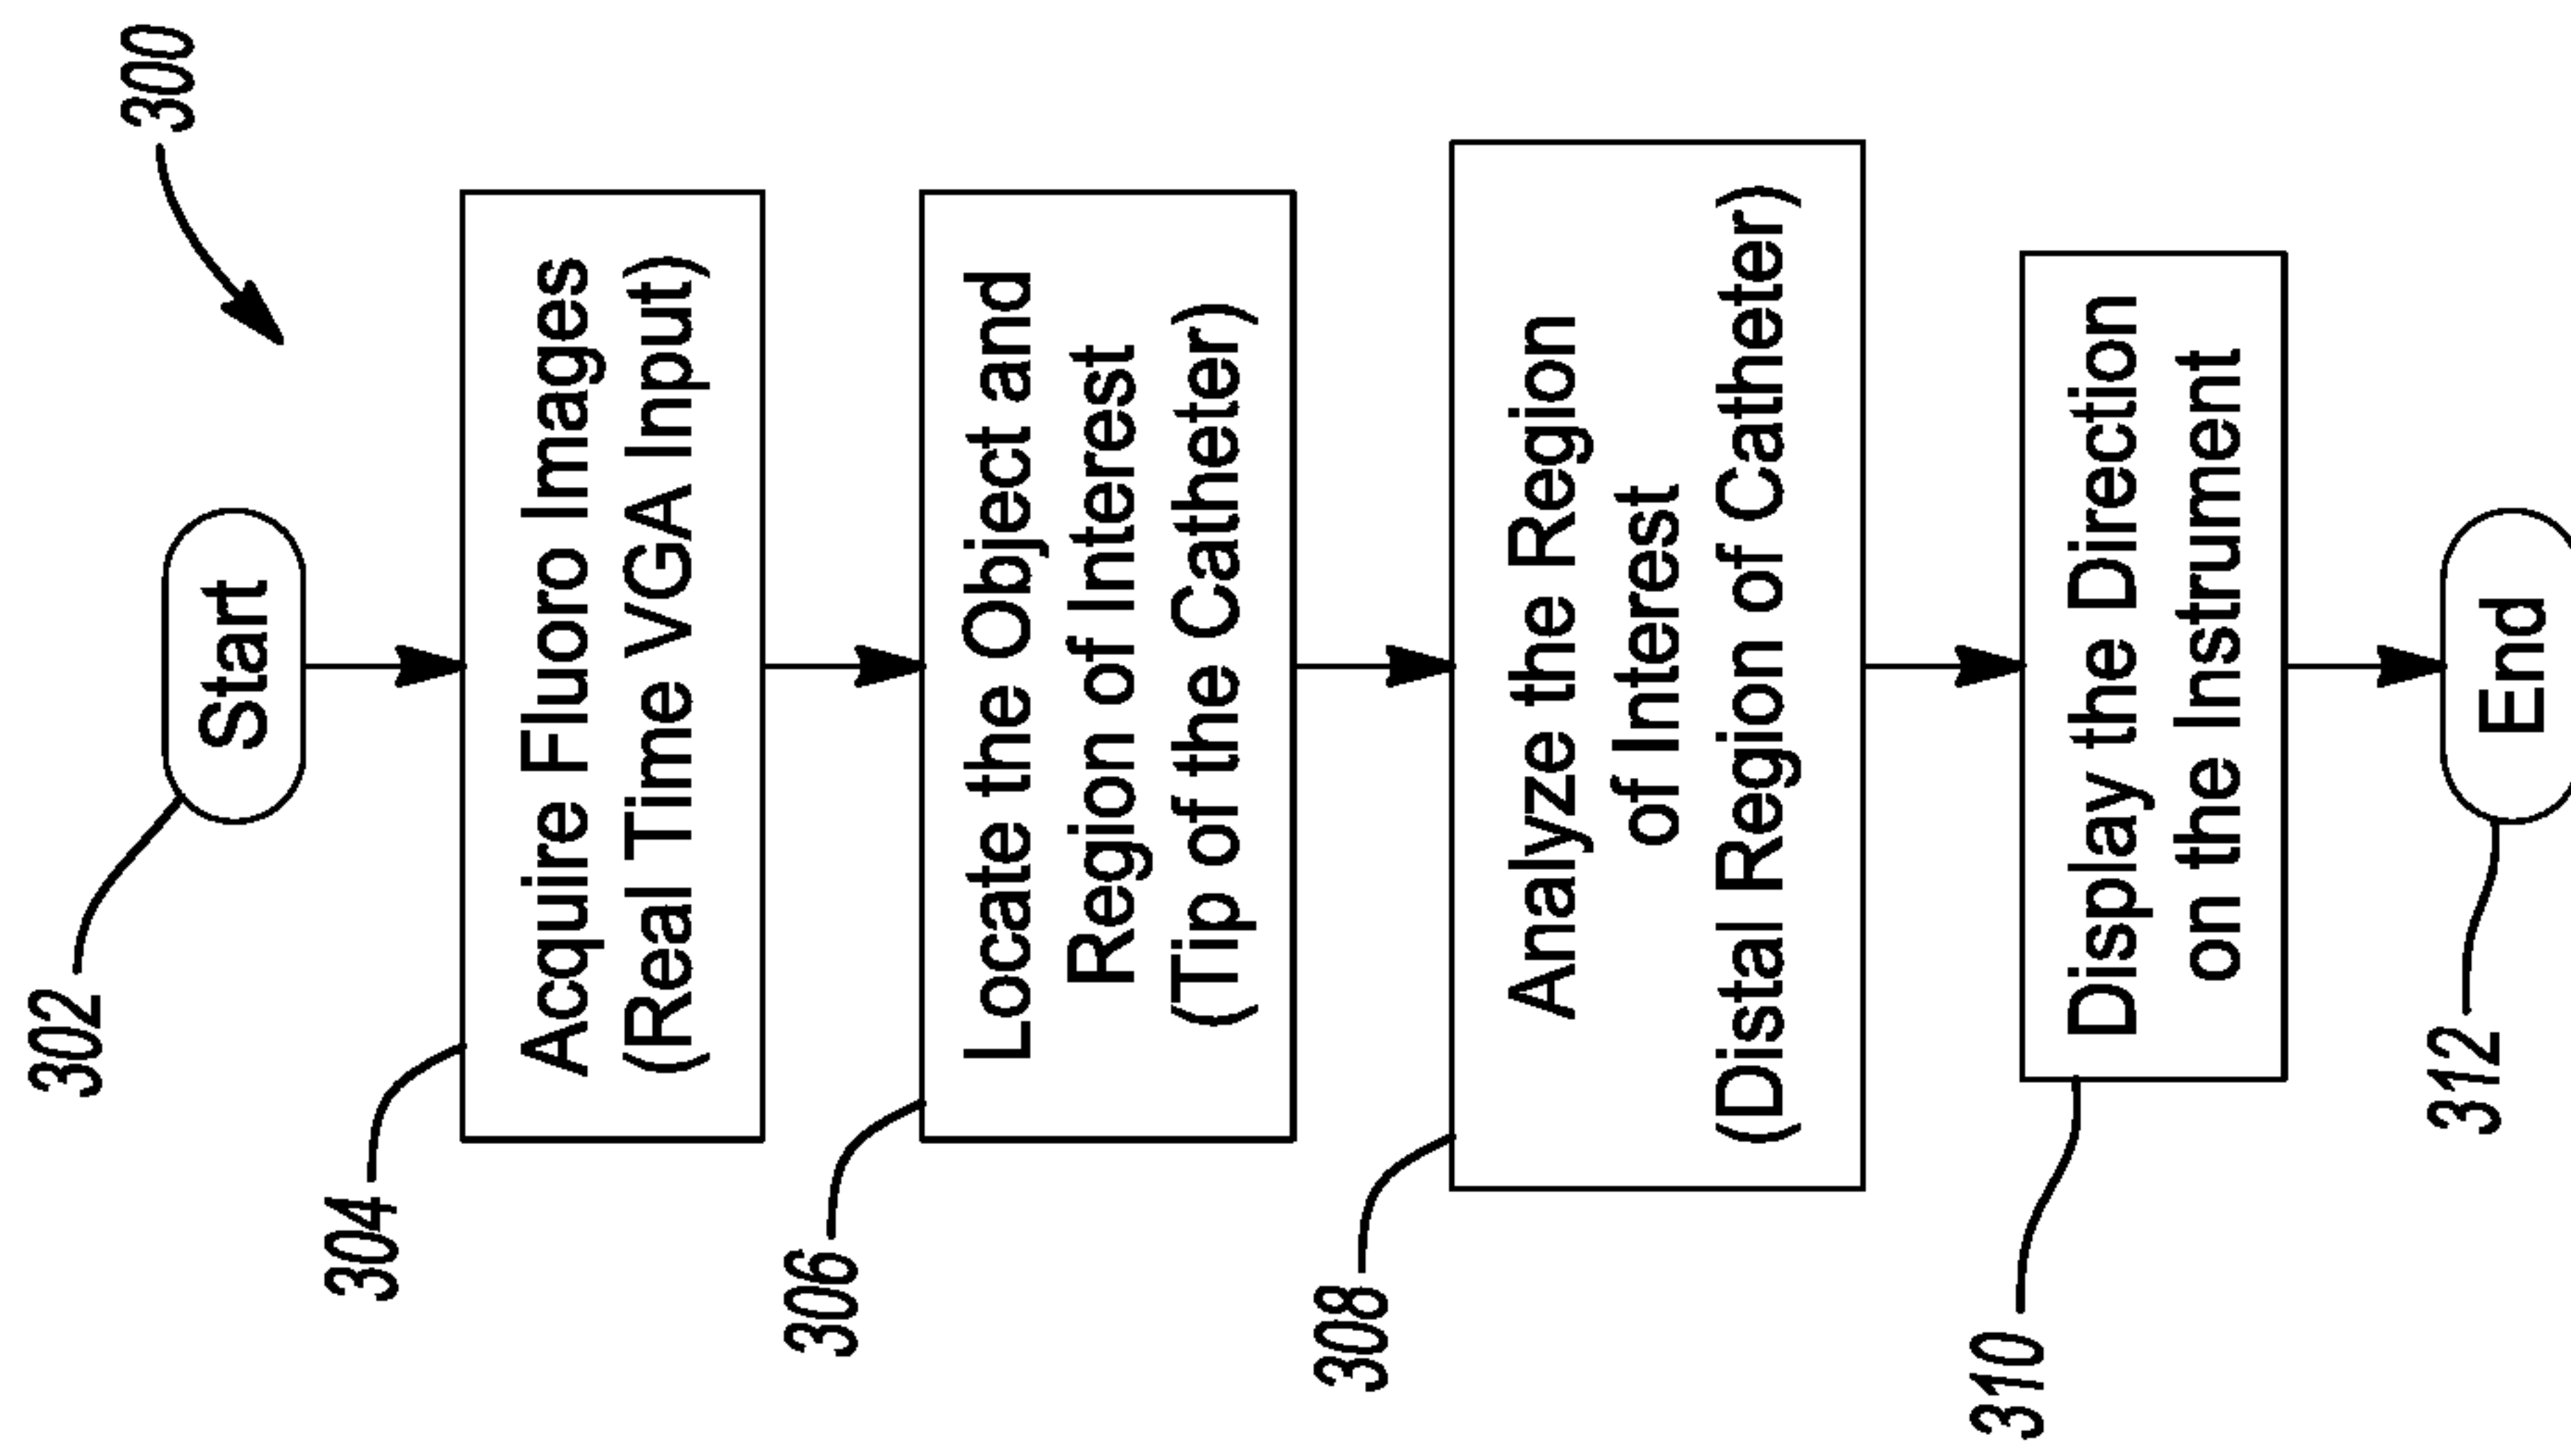 300
302
Start
304
Acquire Fluoro Images
(Real Time VGA Input)
306
Locate the Object and
Region of Interest
(Tip of the Catheter)
308
Analyze the Region
of Interest
(Distal Region of Catheter)
310
Display the Direction
on the Instrument
312
End